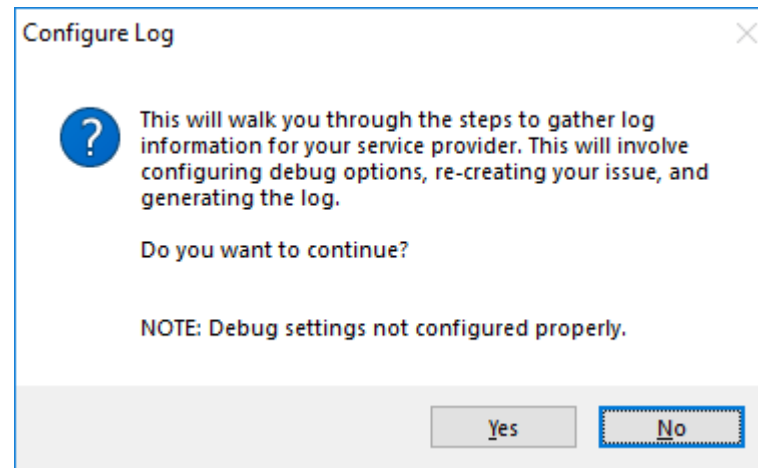 Configure Log
This will walk you through the steps to gather log
information for your service provider. This will involve
configuring debug options, re-creating your issue, and
generating the log.
Do you want to continue?
NOTE: Debug settings not configured properly.
Yes
No